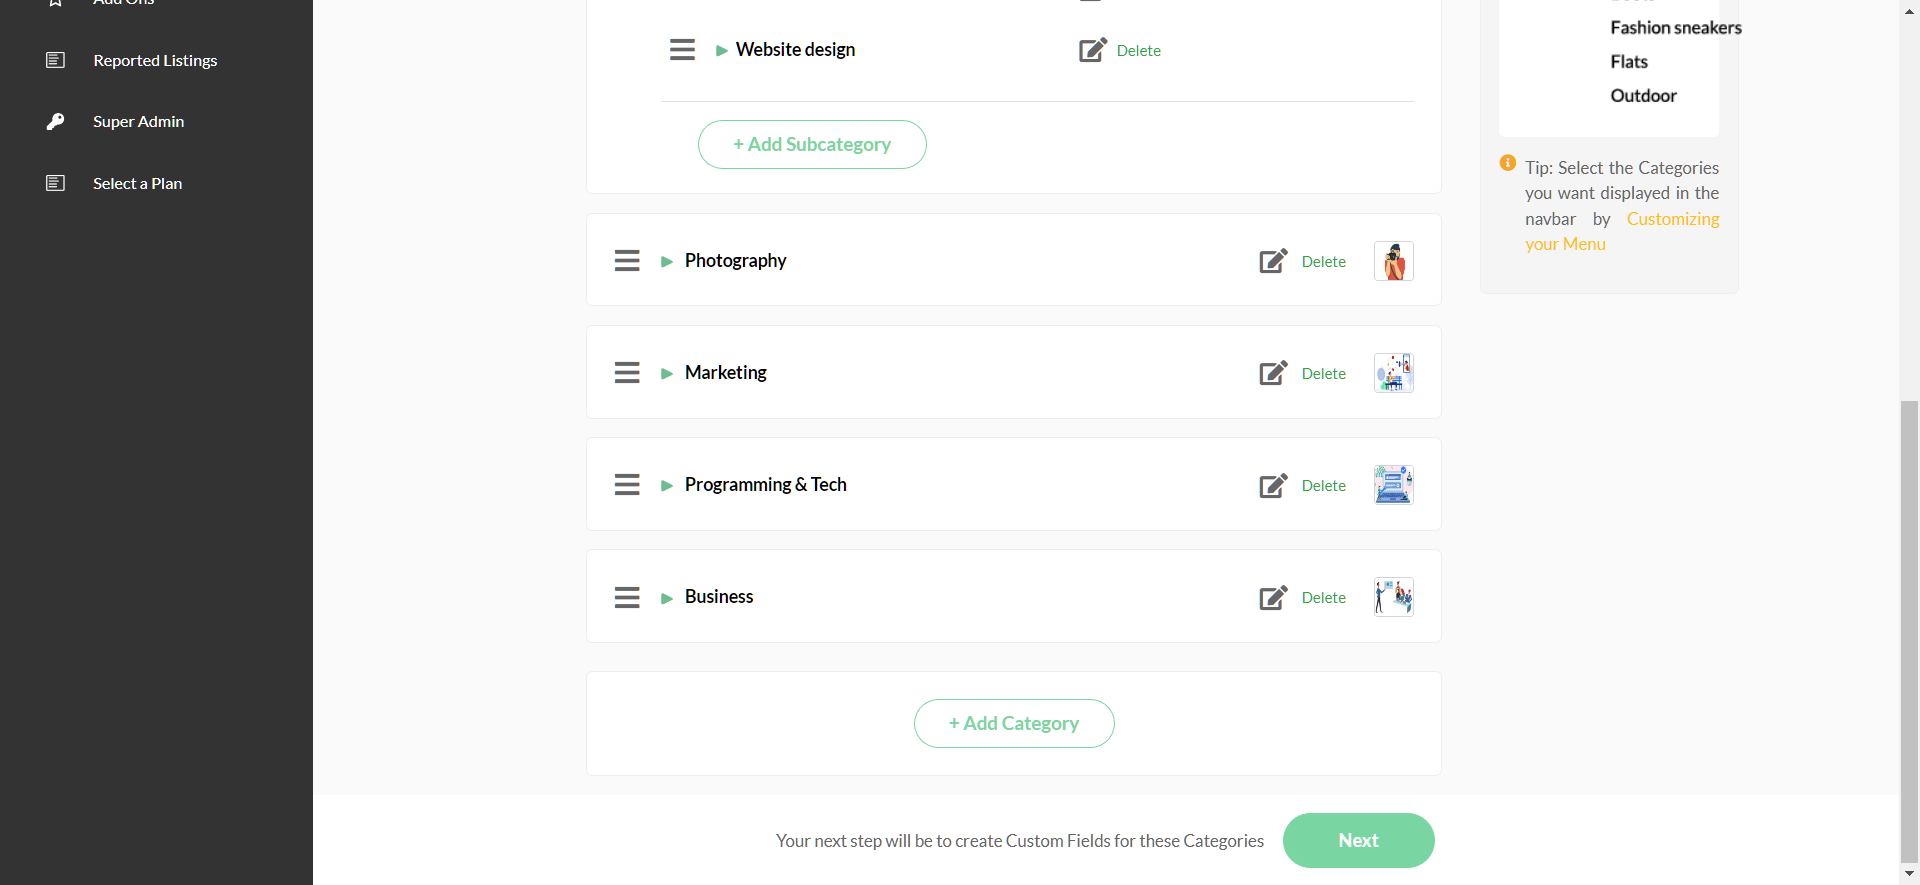 Add Ons
Reported Listings
Super Admin
Select a Plan
Website design
Delete
+ Add Subcategory
Photography
Delete
Marketing
Delete
Programming & Tech
Delete
Business
Delete
+ Add Category
Your next step will be to create Custom Fields for these Categories
Next
Fashion sneakers
Flats
Outdoor
Tip: Select the Categories
you want displayed in the
navbar by Customizing
your Menu